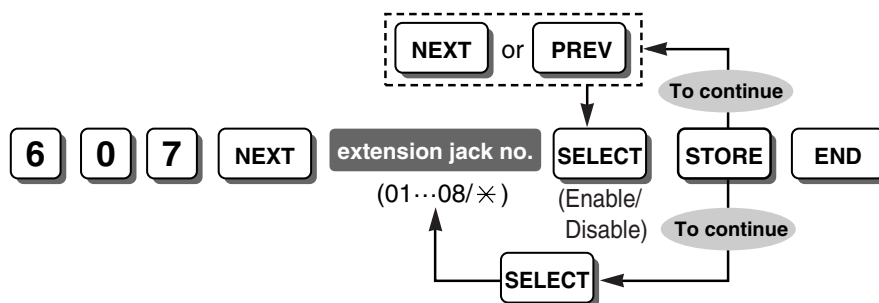 NEXT or PREV
To continue
6 0 7 NEXT extension jack no. SELECT STORE END
(01···08/✳) (Enable/
Disable) To continue
SELECT